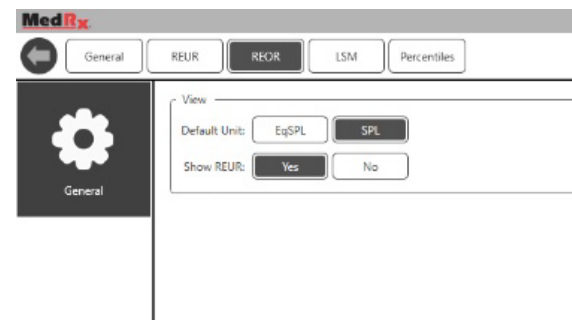 MedRx
General REUR REOR LSM Percentiles
View
Default Unit: EqSPL SPL
Show REUR: Yes No
General